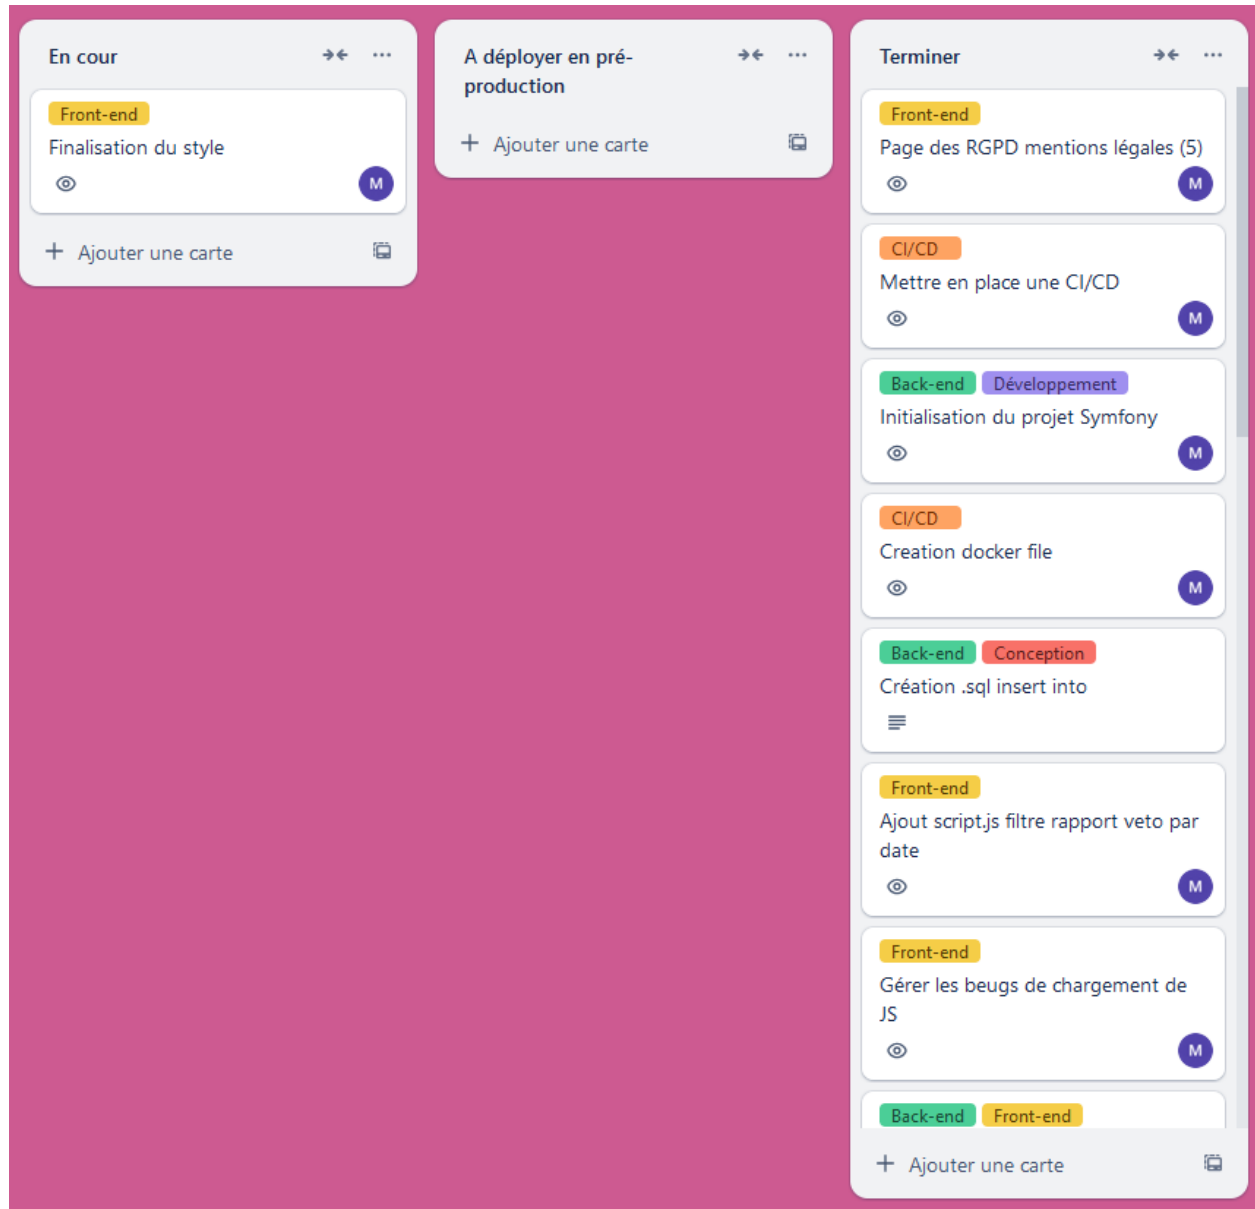 En cour
Front-end
Finalisation du style
M
+ Ajouter une carte
A déployer en pré-
production
+ Ajouter une carte
Terminer
Front-end
Page des RGPD mentions légales (5)
M
CI/CD
Mettre en place une CI/CD
M
Back-end Développement
Initialisation du projet Symfony
M
CI/CD
Creation docker file
M
Back-end Conception
Création .sql insert into
Front-end
Ajout script.js filtre rapport veto par
date
M
Front-end
Gérer les beugs de chargement de
JS
M
Back-end Front-end
+ Ajouter une carte